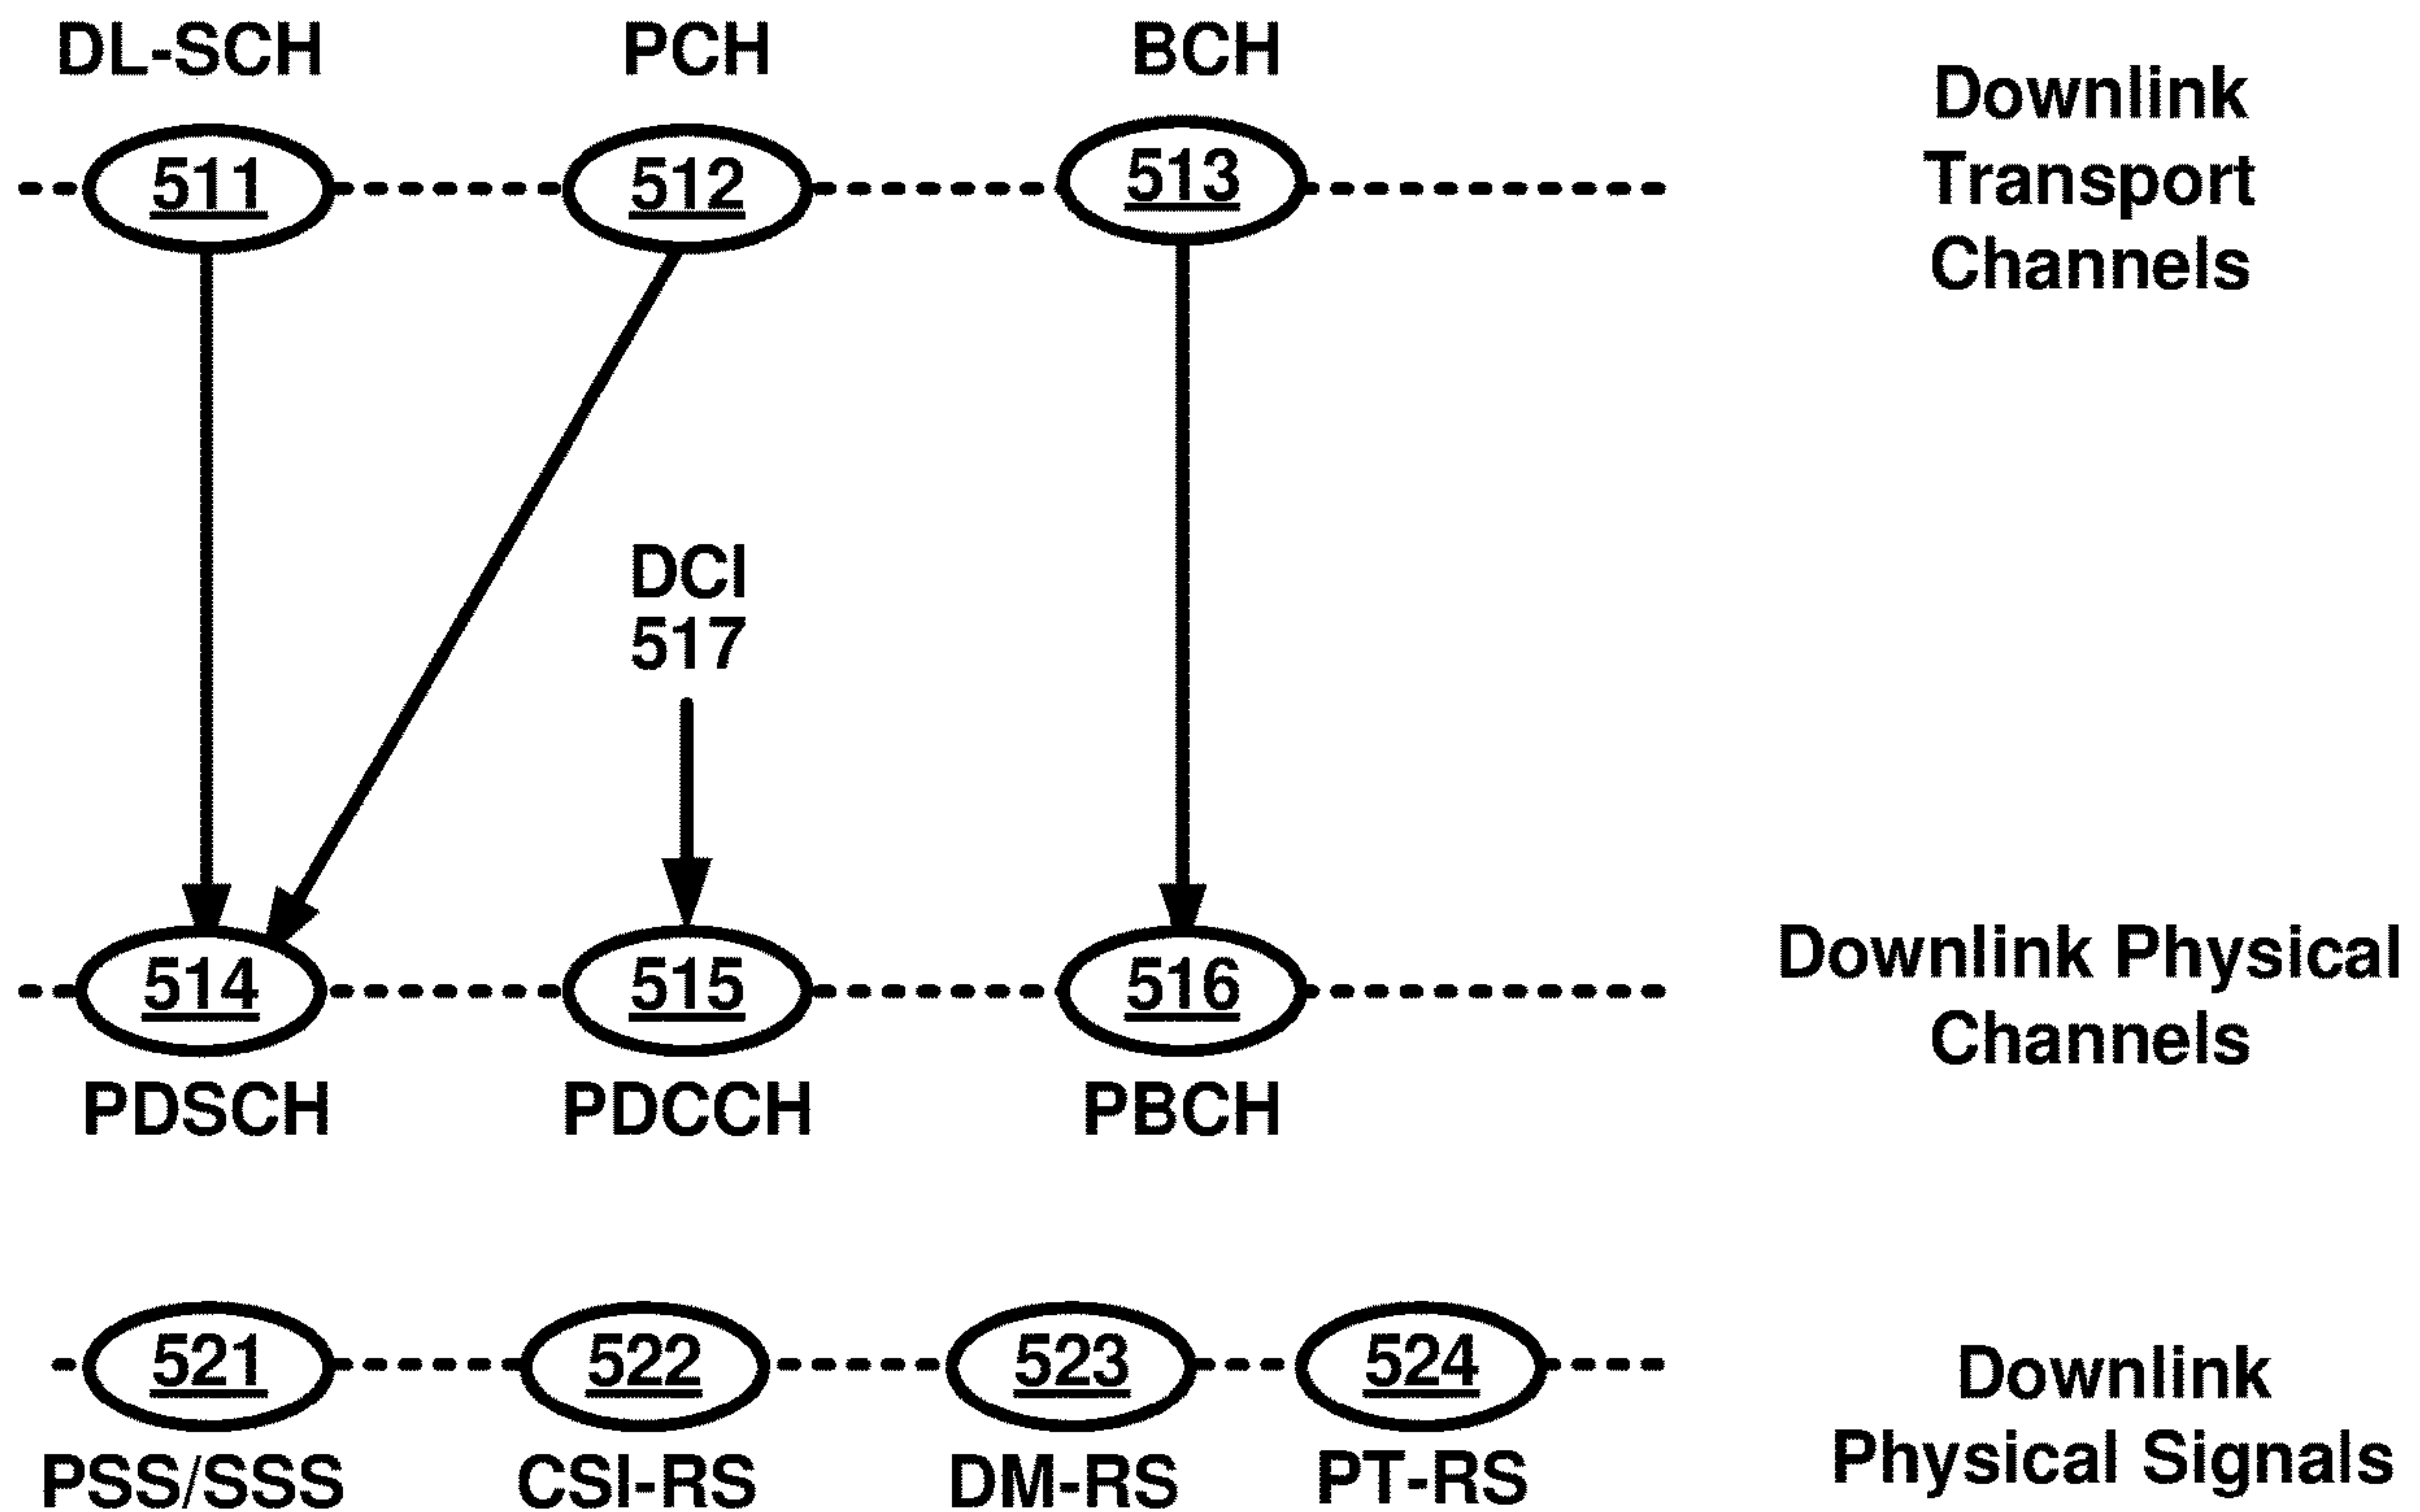 DL-SCH
PCH
BCH
Downlink
Transport
Channels
511
512
513
DCI
517
514
515
516
Downlink Physical
Channels
PDSCH
PDCCH
PBCH
521
522
523
524
Downlink
Physical Signals
PSS/SSS
CSI-RS
DM-RS
PT-RS